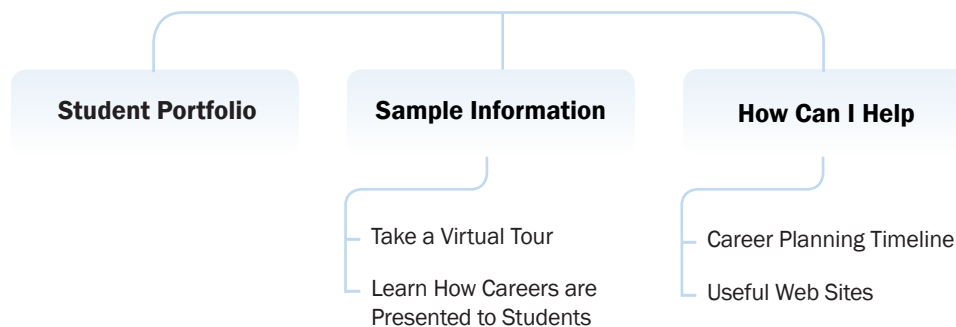 Student Portfolio
Sample Information
How Can I Help
Take a Virtual Tour
Learn How Careers are
Presented to Students
Career Planning Timeline
Useful Web Sites